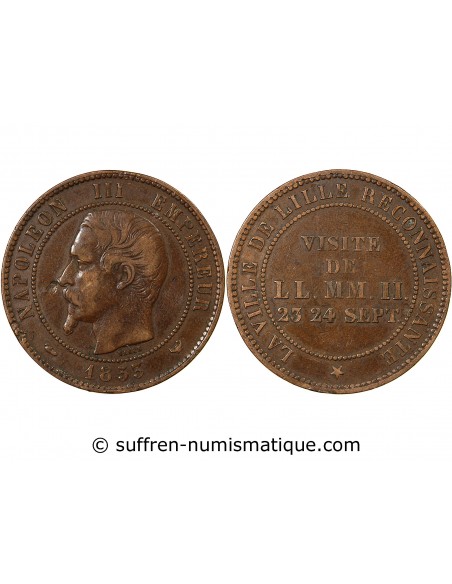 NAPOLEON III EMPEREUR
1853
LA VILLE DE LILLE RECONNAISSANTE
VISITE
DE
LL. MM. II.
23 24 SEPT.
© suffren-numismatique.com